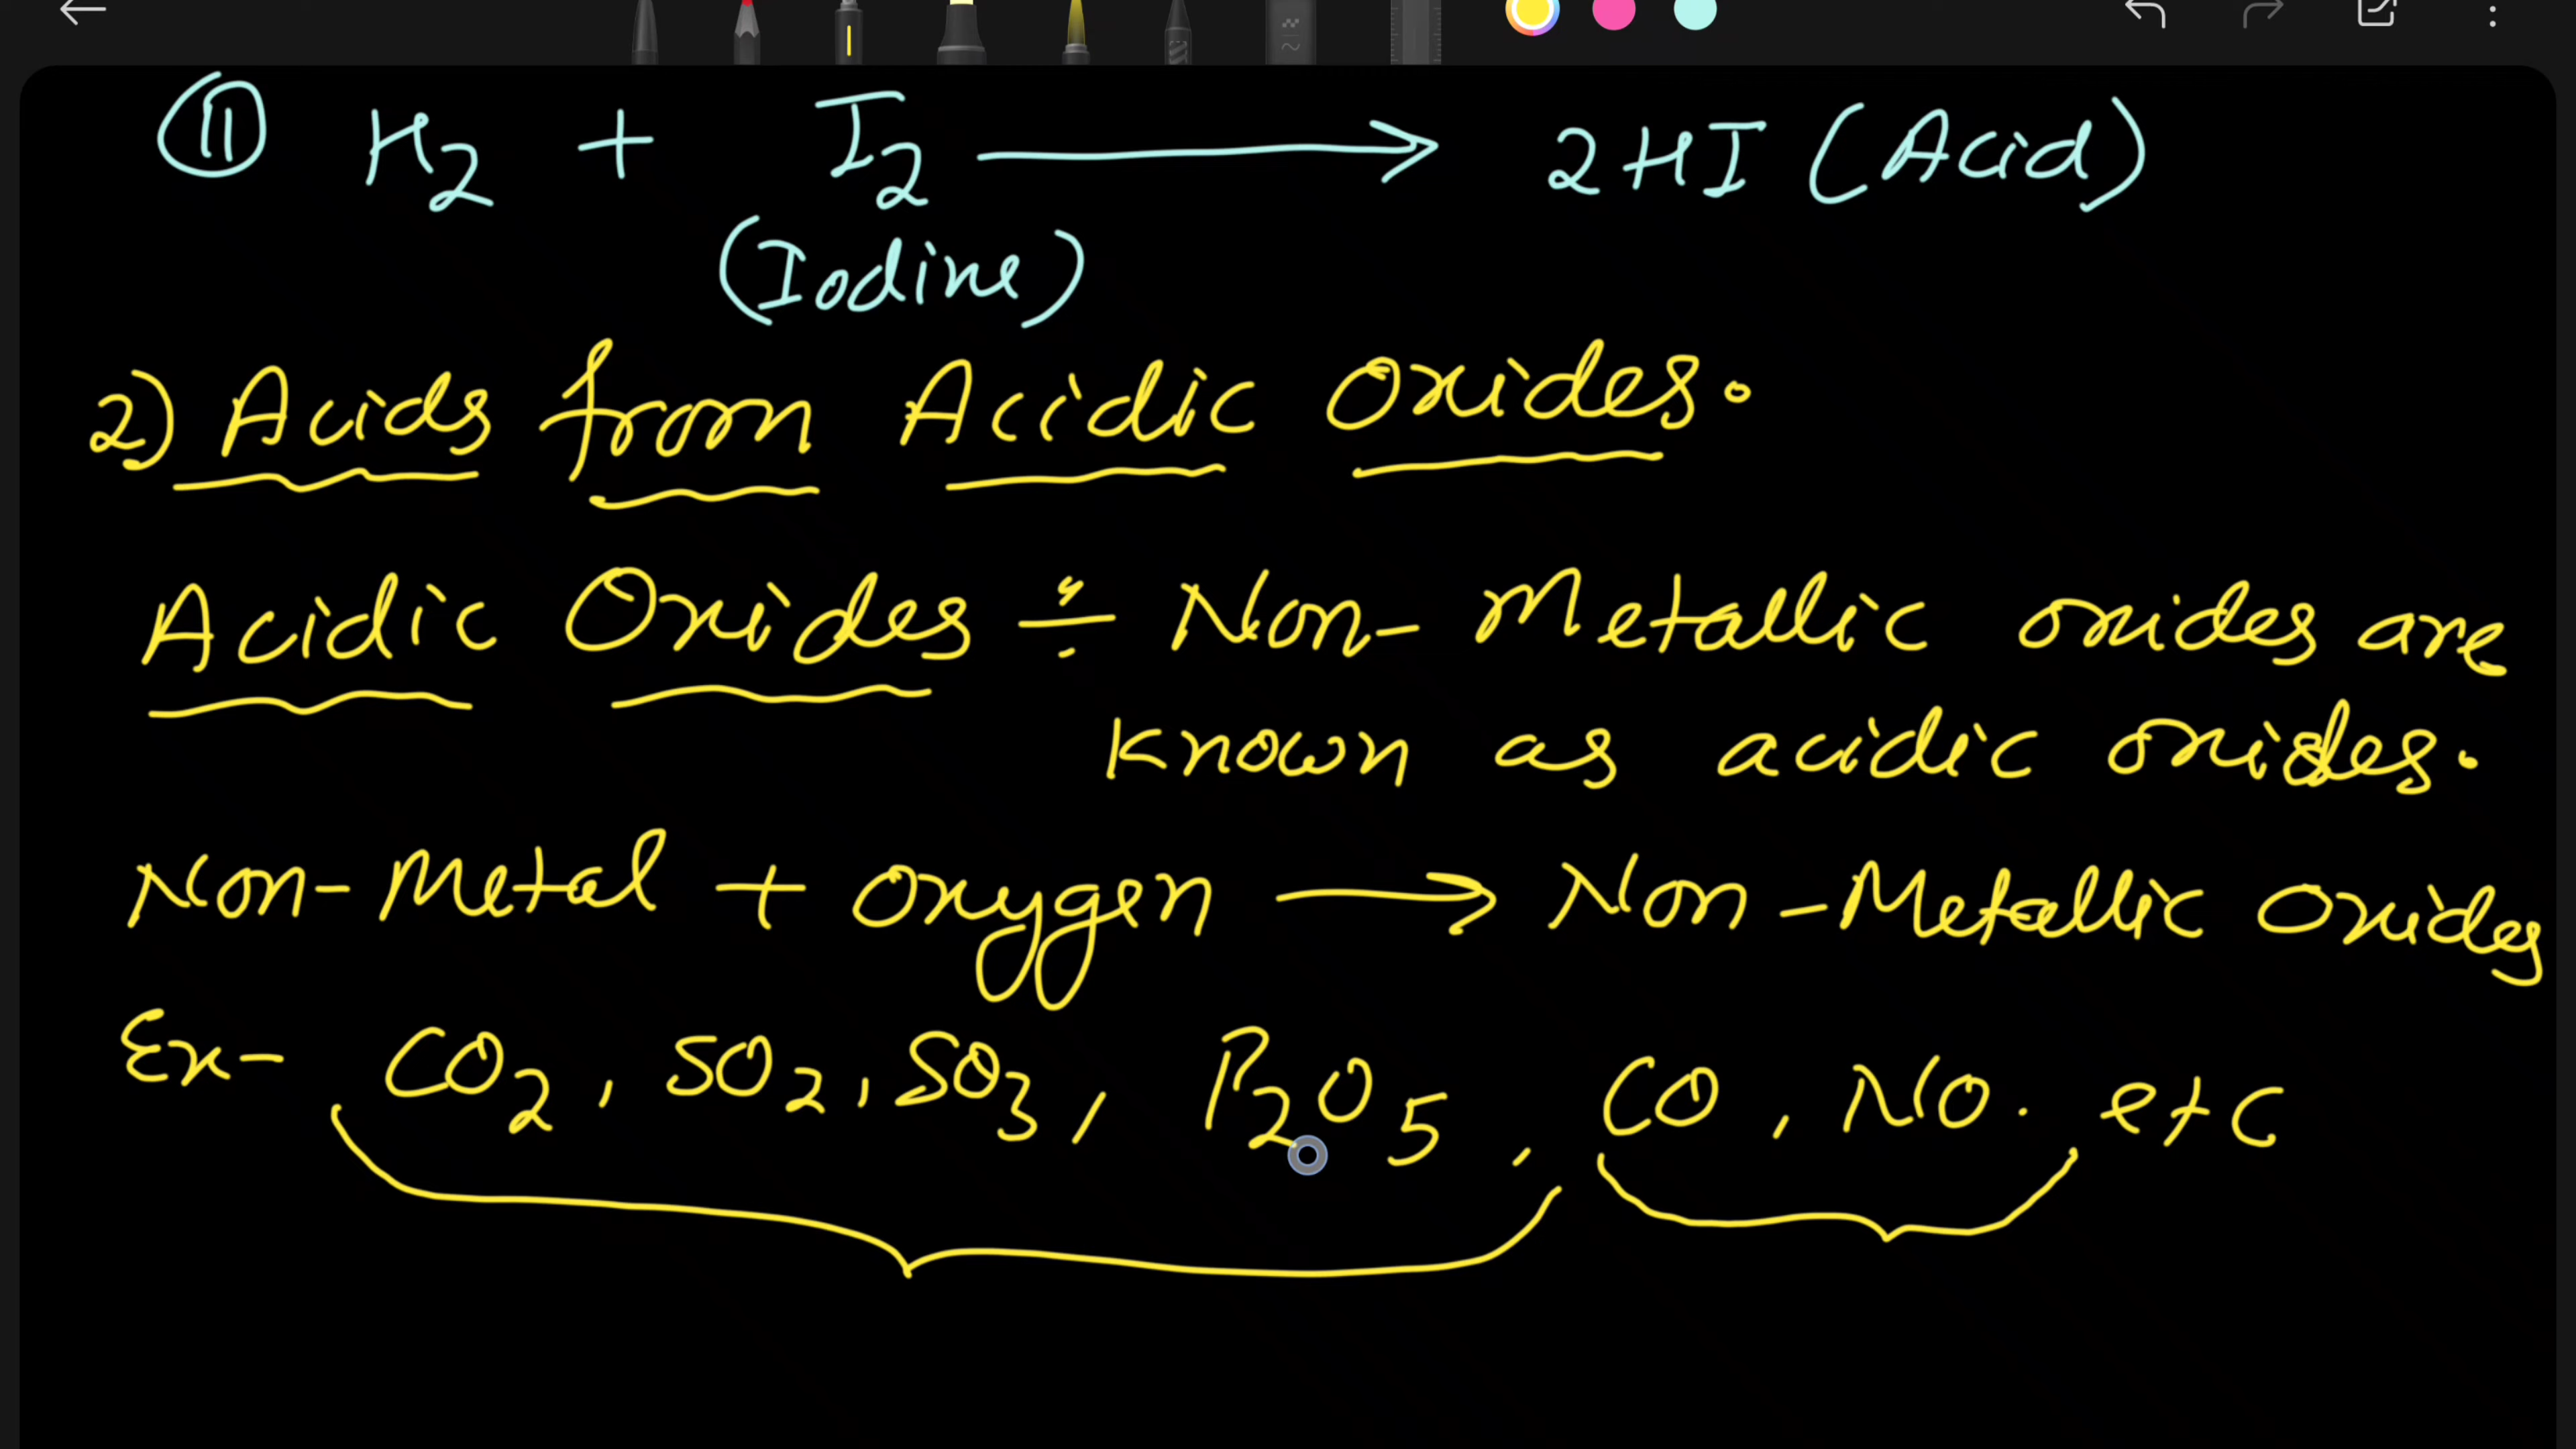 11 H2 + I2 → 2HI (Acid)
(Iodine)
2) Acids from Acidic Oxides.
Acidic Oxides ÷ Non-Metallic oxides are
known as acidic oxides.
Non-Metal + Oxygen → Non-Metallic Oxides
Ex- CO2, SO2, SO3, P2O5, CO, NO. etc